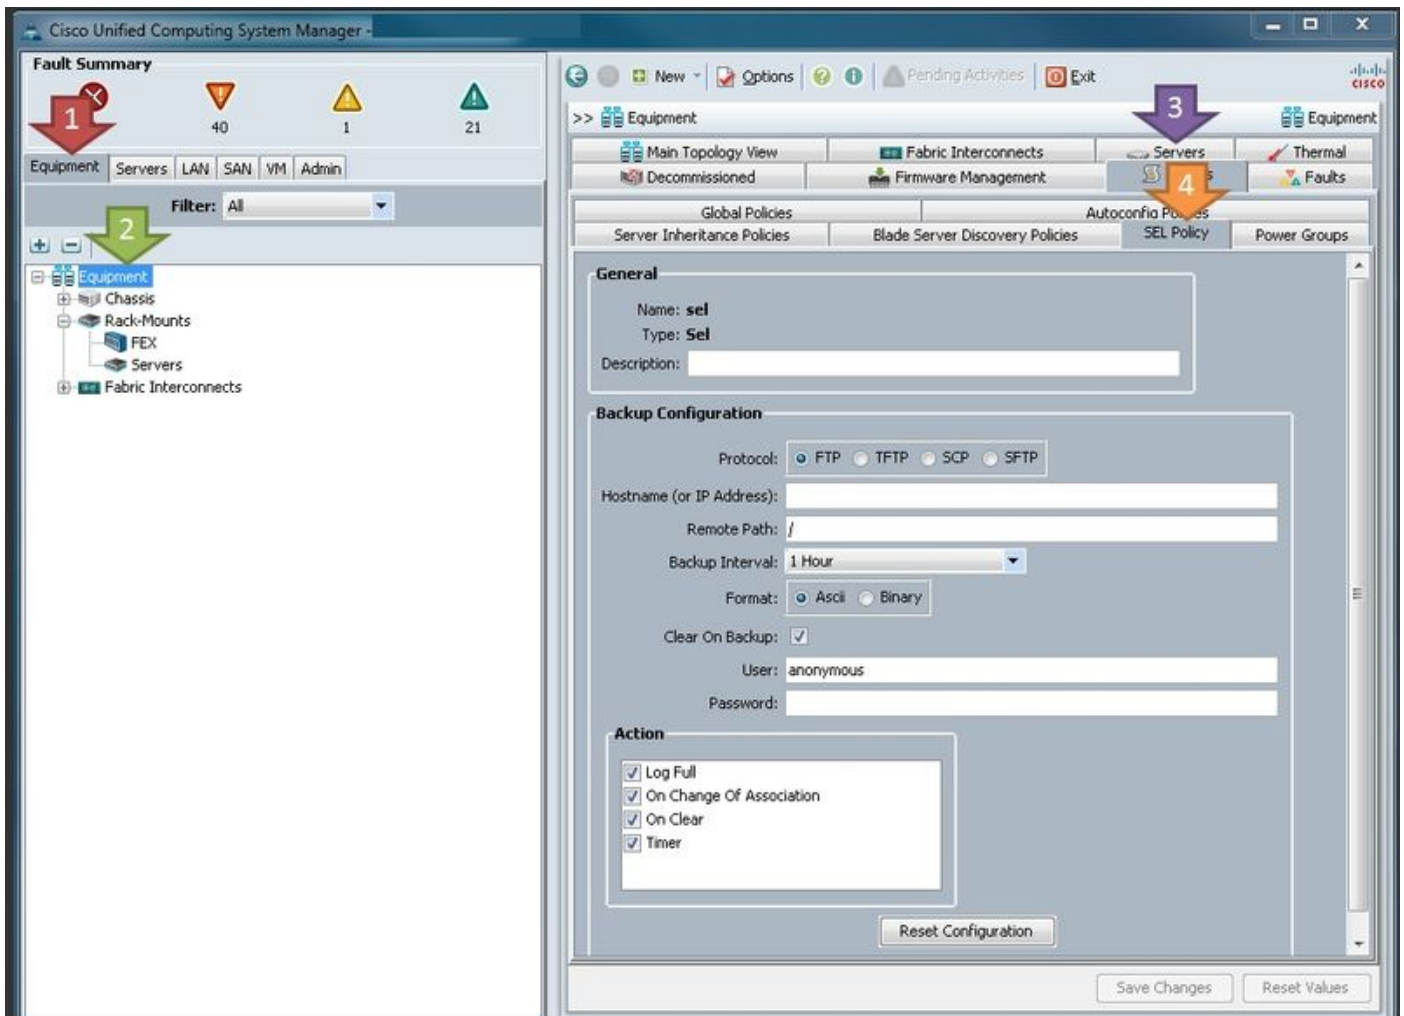 Cisco Unified Computing System Manager -
Fault Summary
40 1 21
1
Equipment Servers LAN SAN VM Admin
Filter: All
2
Equipment
Chassis
Rack-Mounts
FEX
Servers
Fabric Interconnects
New Options Pending Activities Exit
cisco
>> Equipment Equipment
3
Main Topology View Fabric Interconnects Servers Thermal
Decommissioned Firmware Management Faults
4
Global Policies Autoconfig Policies
Server Inheritance Policies Blade Server Discovery Policies SEL Policy Power Groups
General
Name: sel
Type: Sel
Description:
Backup Configuration
Protocol: FTP TFTP SCP SFTP
Hostname (or IP Address):
Remote Path: /
Backup Interval: 1 Hour
Format: Ascii Binary
Clear On Backup:
User: anonymous
Password:
Action
Log Full
On Change Of Association
On Clear
Timer
Reset Configuration
Save Changes Reset Values